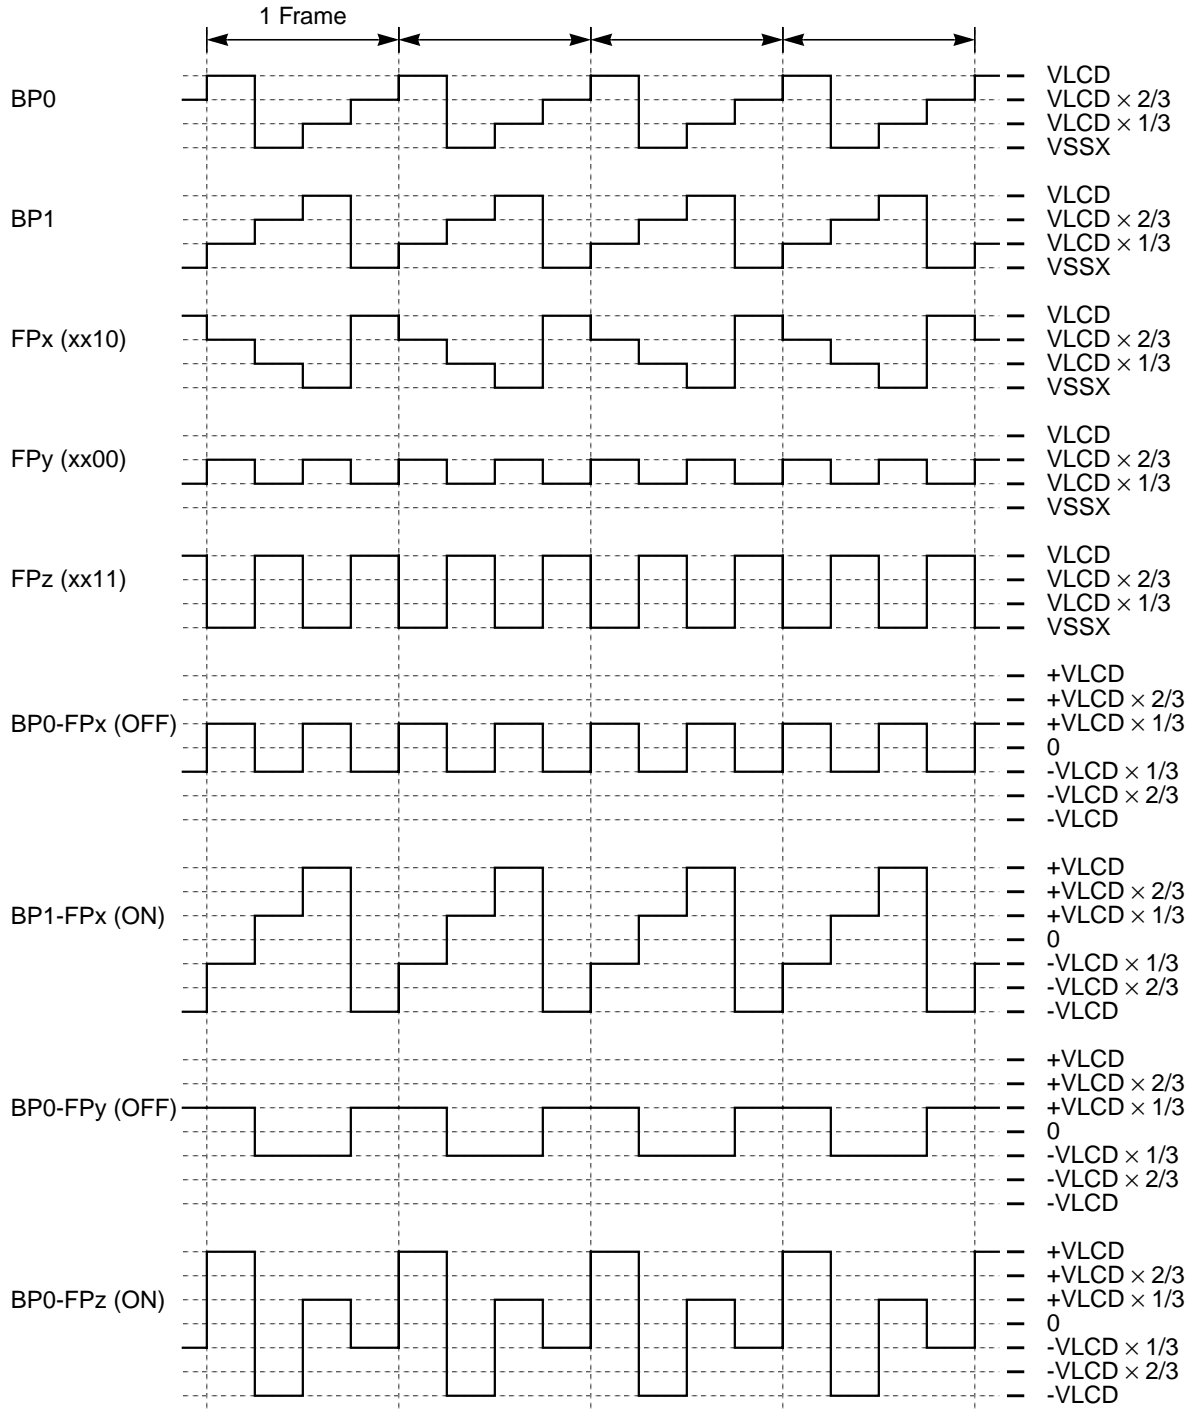 1 Frame
BP0
VLCD
VLCD × 2/3
VLCD × 1/3
VSSX
BP1
VLCD
VLCD × 2/3
VLCD × 1/3
VSSX
FPx (xx10)
VLCD
VLCD × 2/3
VLCD × 1/3
VSSX
FPy (xx00)
VLCD
VLCD × 2/3
VLCD × 1/3
VSSX
FPz (xx11)
VLCD
VLCD × 2/3
VLCD × 1/3
VSSX
BP0-FPx (OFF)
+VLCD
+VLCD × 2/3
+VLCD × 1/3
0
-VLCD × 1/3
-VLCD × 2/3
-VLCD
BP1-FPx (ON)
+VLCD
+VLCD × 2/3
+VLCD × 1/3
0
-VLCD × 1/3
-VLCD × 2/3
-VLCD
BP0-FPy (OFF)
+VLCD
+VLCD × 2/3
+VLCD × 1/3
0
-VLCD × 1/3
-VLCD × 2/3
-VLCD
BP0-FPz (ON)
+VLCD
+VLCD × 2/3
+VLCD × 1/3
0
-VLCD × 1/3
-VLCD × 2/3
-VLCD